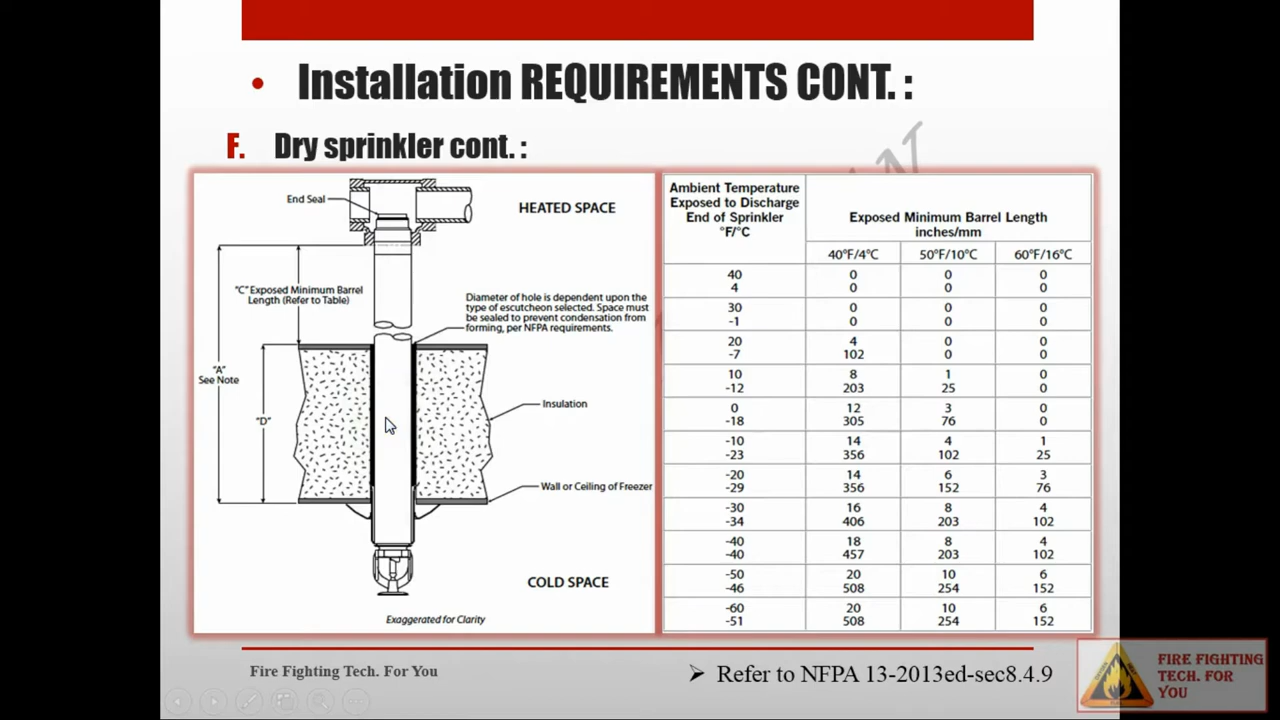 • Installation REQUIREMENTS CONT. :
F. Dry sprinkler cont. :
End Seal
HEATED SPACE
"C" Exposed Minimum Barrel
Length (Refer to Table)
Diameter of hole is dependent upon the
type of escutcheon selected. Space must
be sealed to prevent condensation from
forming, per NFPA requirements.
"A"
See Note
"D"
Insulation
Wall or Ceiling of Freezer
COLD SPACE
Exaggerated for Clarity
Ambient Temperature
Exposed to Discharge
End of Sprinkler
°F/°C
Exposed Minimum Barrel Length
inches/mm
40°F/4°C 50°F/10°C 60°F/16°C
40 0 0 0
4 0 0 0
30 0 0 0
-1 0 0 0
20 4 0 0
-7 102 0 0
10 8 1 0
-12 203 25 0
0 12 3 0
-18 305 76 0
-10 14 4 1
-23 356 102 25
-20 14 6 3
-29 356 152 76
-30 16 8 4
-34 406 203 102
-40 18 8 4
-40 457 203 102
-50 20 10 6
-46 508 254 152
-60 20 10 6
-51 508 254 152
Fire Fighting Tech. For You
➢ Refer to NFPA 13-2013ed-sec8.4.9
FIRE FIGHTING
TECH. FOR
YOU